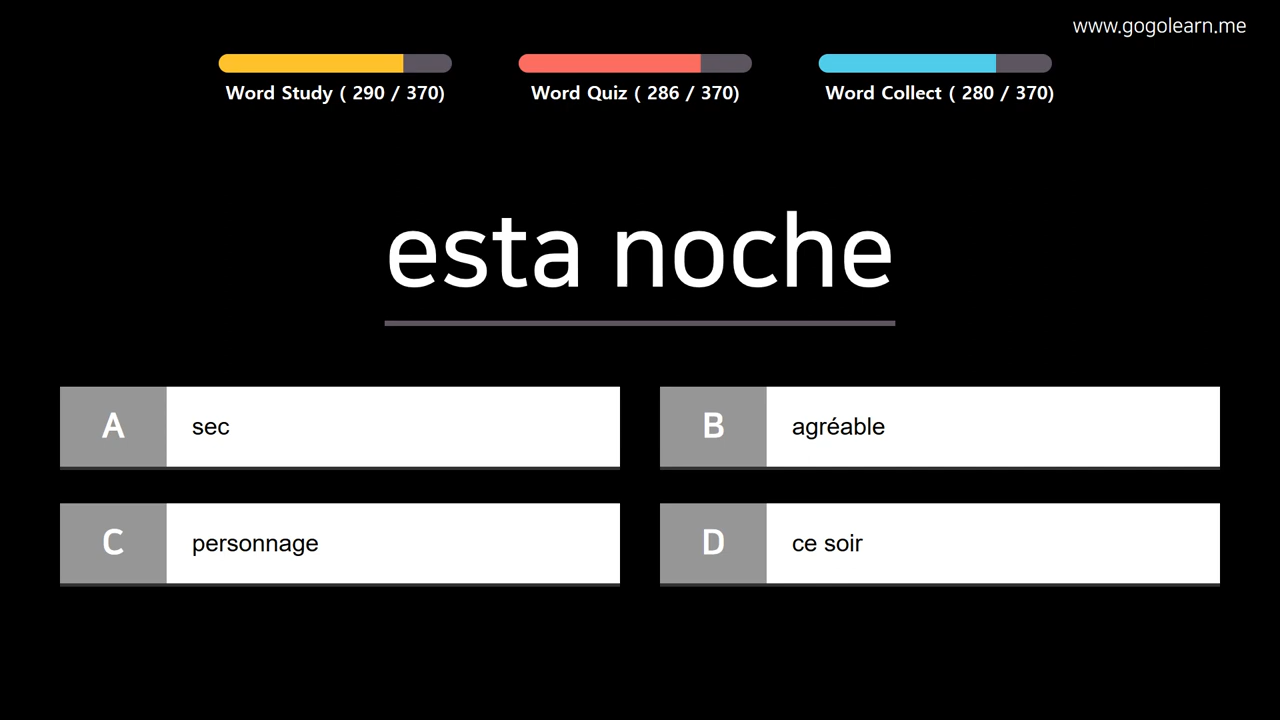 www.gogolearn.me
Word Study ( 290 / 370)
Word Quiz ( 286 / 370)
Word Collect ( 280 / 370)
esta noche
A sec
B agréable
C personnage
D ce soir